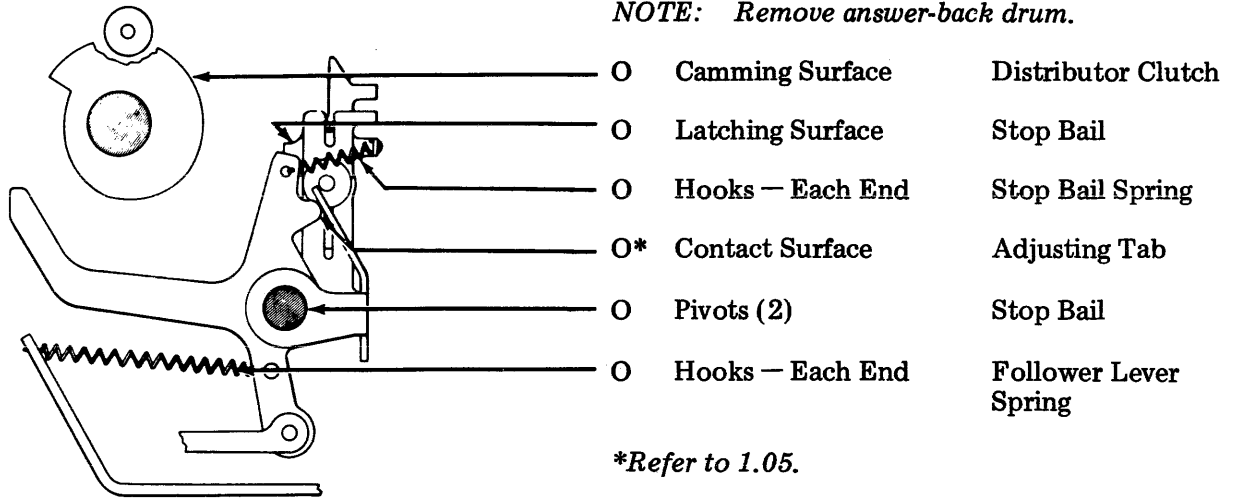 NOTE: Remove answer-back drum.
O Camming Surface Distributor Clutch
O Latching Surface Stop Bail
O Hooks — Each End Stop Bail Spring
O* Contact Surface Adjusting Tab
O Pivots (2) Stop Bail
O Hooks — Each End Follower Lever
Spring
*Refer to 1.05.